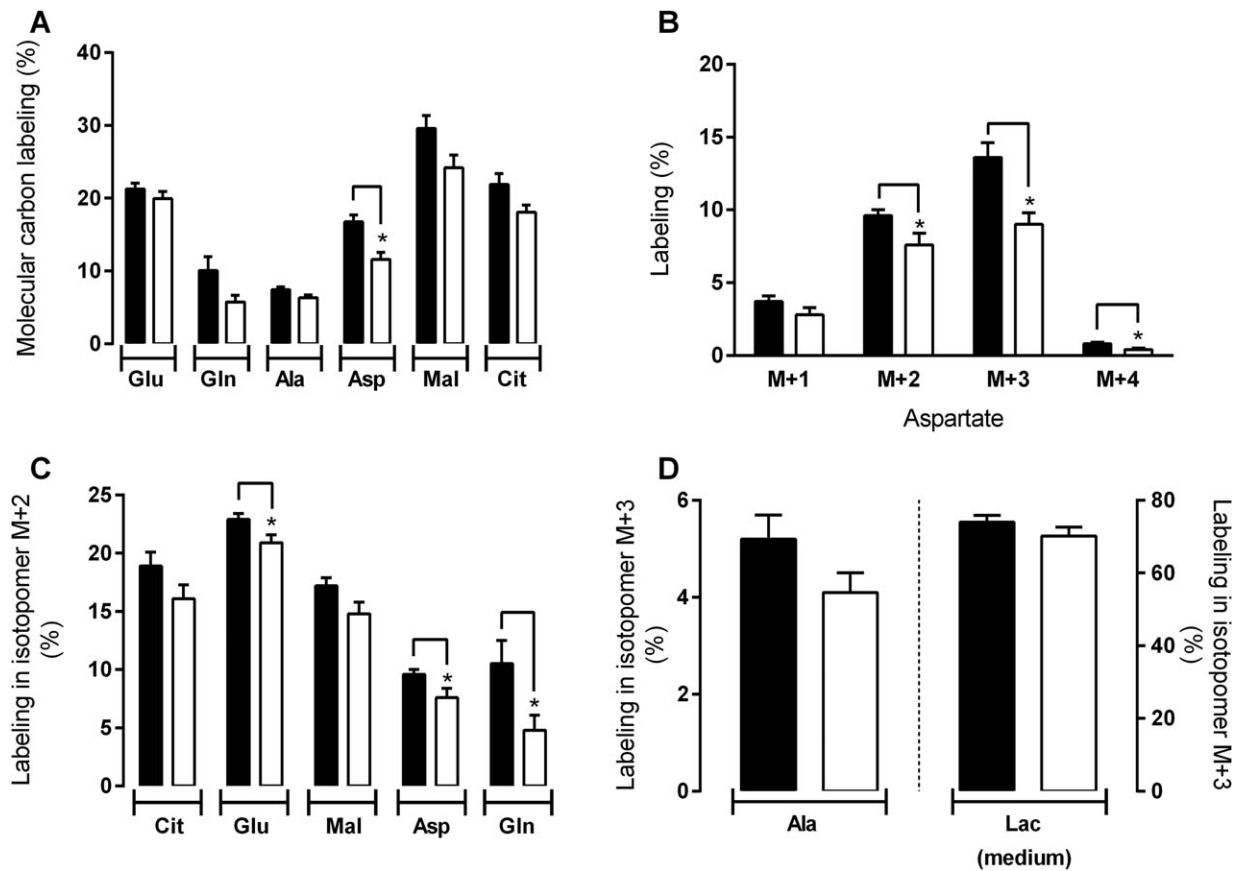 A
Molecular carbon labeling (%)
40
30
20
10
0
Glu Gln Ala Asp Mal Cit
*
B
Labeling (%)
20
15
10
5
0
* * *
M+1 M+2 M+3 M+4
Aspartate
C
Labeling in isotopomer M+2
(%)
25
20
15
10
5
0
* * *
Cit Glu Mal Asp Gln
D
Labeling in isotopomer M+3
(%)
6
4
2
0
Ala Lac
(medium)
80
60
40
20
0
Labeling in isotopomer M+3
(%)